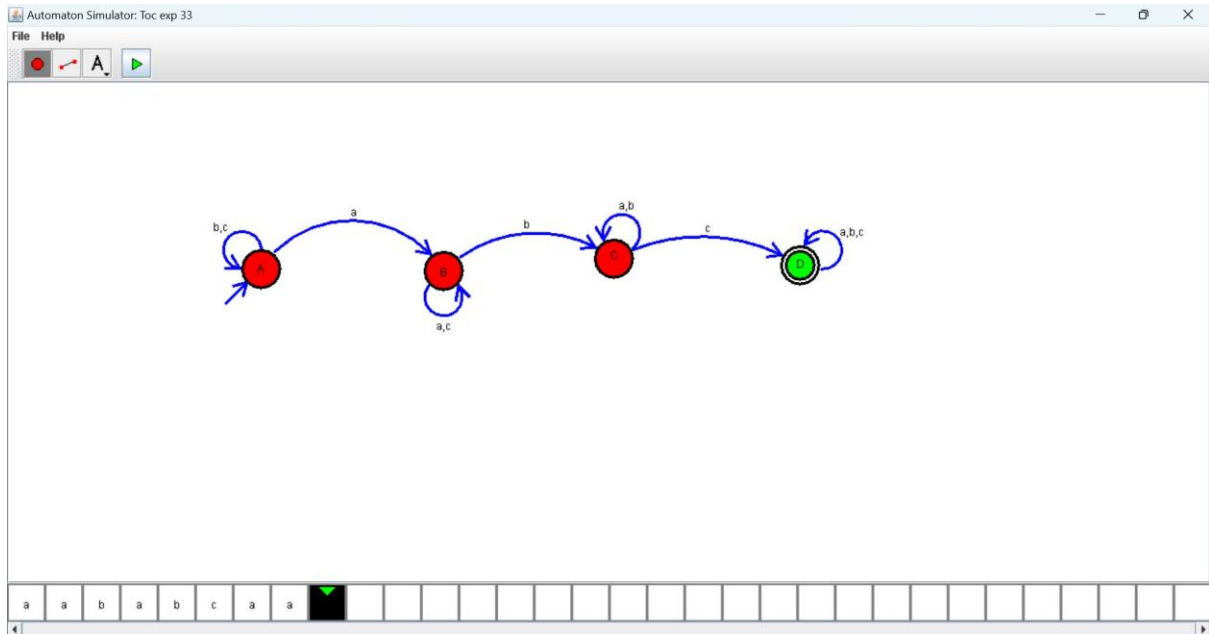 Automaton Simulator: Toc exp 33
File Help
A
a,b
a
b,c
b
c
a,b,c
A
B
C
D
a,c
a a b a b c a a